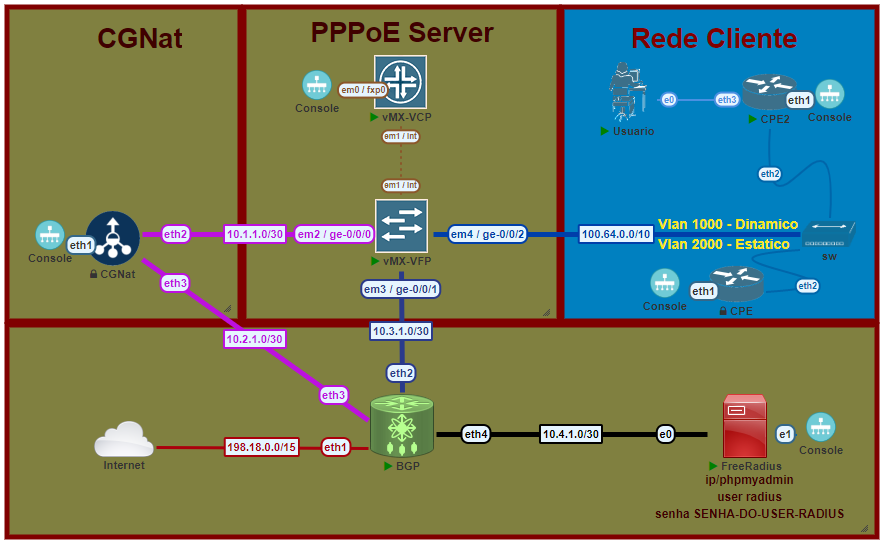 CGNat
PPPoE Server
Rede Cliente
em0 / fxp0
Console
vMX-VCP
em1 / int
em1 / int
Usuario
e0
eth3
eth1
CPE2
Console
eth2
Console
eth1
CGNat
eth2
10.1.1.0/30
em2 / ge-0/0/0
vMX-VFP
em4 / ge-0/0/2
100.64.0.0/10
Vlan 1000 - Dinamico
Vlan 2000 - Estatico
sw
eth3
em3 / ge-0/0/1
Console
eth1
CPE
eth2
10.2.1.0/30
10.3.1.0/30
eth2
eth3
Internet
198.18.0.0/15
eth1
BGP
eth4
10.4.1.0/30
e0
FreeRadius
e1
Console
ip/phpmyadmin
user radius
senha SENHA-DO-USER-RADIUS